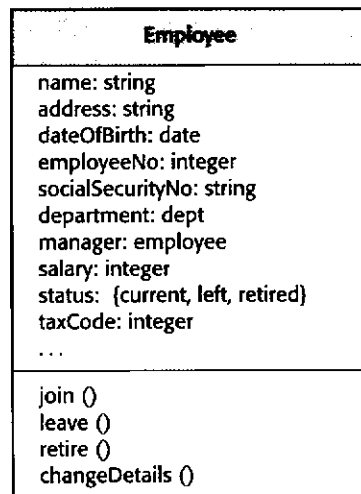 Employee
name: string
address: string
dateOfBirth: date
employeeNo: integer
socialSecurityNo: string
department: dept
manager: employee
salary: integer
status: {current, left, retired}
taxCode: integer
...
join ()
leave ()
retire ()
changeDetails ()